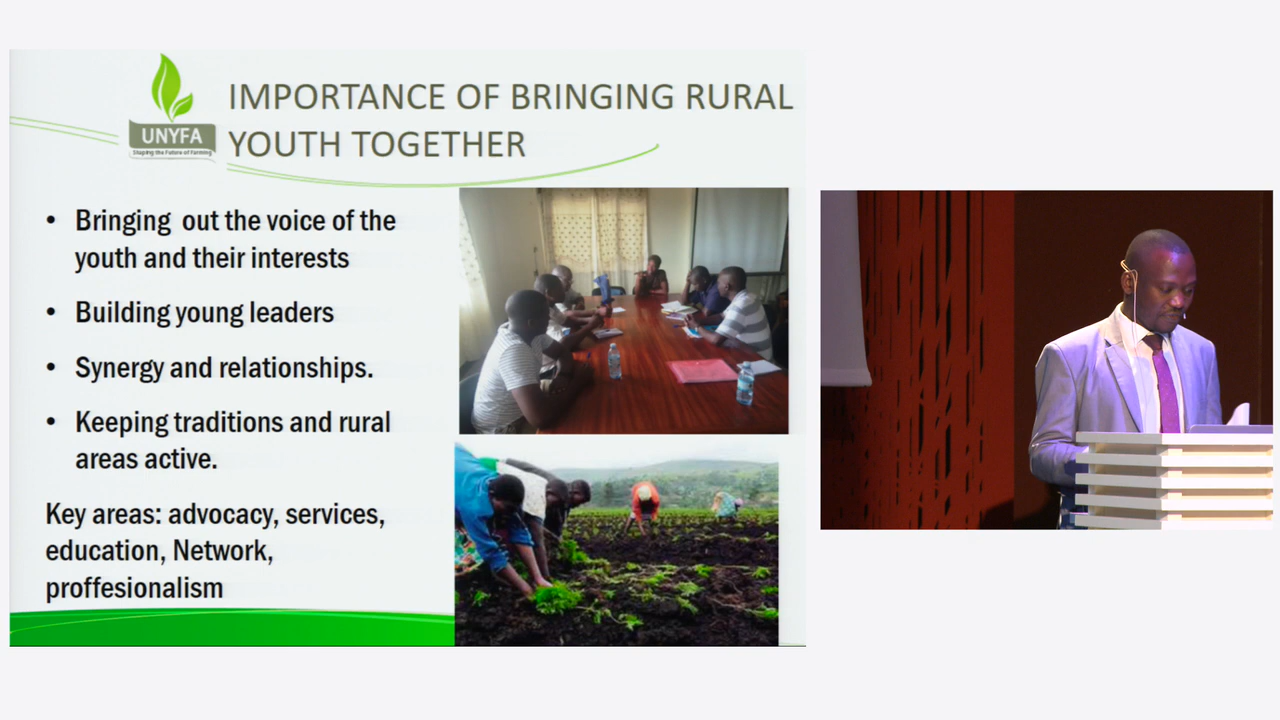 IMPORTANCE OF BRINGING RURAL
YOUTH TOGETHER
UNYFA
Shaping the Future of Farming
• Bringing out the voice of the
youth and their interests
• Building young leaders
• Synergy and relationships.
• Keeping traditions and rural
areas active.
Key areas: advocacy, services,
education, Network,
proffesionalism